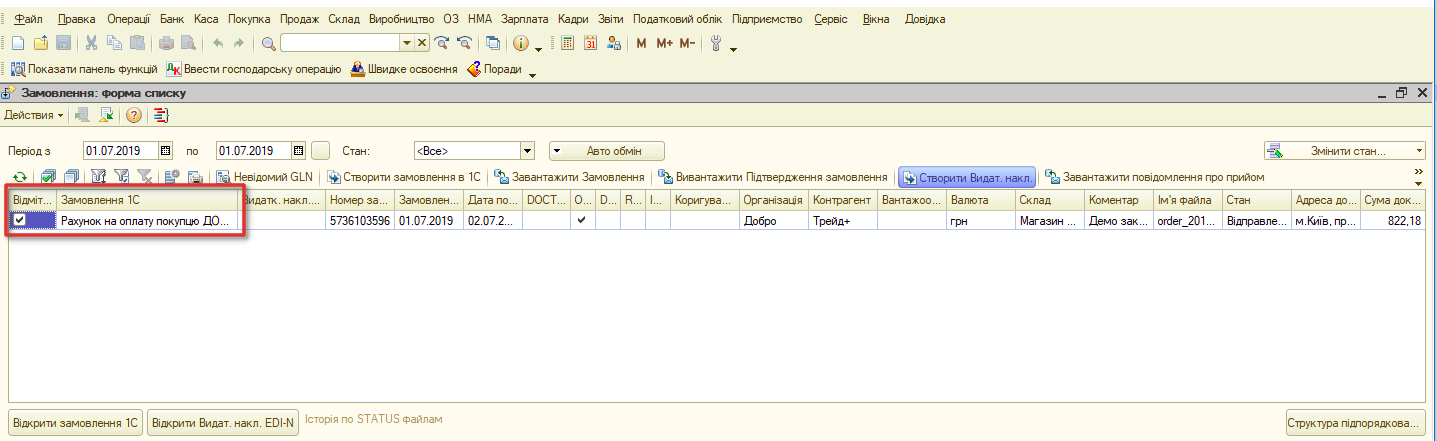 Файл Правка Операції Банк Каса Покупка Продаж Склад Виробництво ОЗ НМА Зарплата Кадри Звіти Податковий облік Підприємство Сервіс Вікна Довідка
M M+ M-
Показати панель функцій Ввести господарську операцію Швидке освоєння Поради
Замовлення: форма списку
Действия
Період з 01.07.2019 по 01.07.2019 Стан: <Все> Авто обмін Змінити стан...
Невідомий GLN Створити замовлення в 1С Завантажити Замовлення Вивантажити Підтвердження замовлення Створити Видат. накл. Завантажити повідомлення про прийом
Відміт... Замовлення 1С Видатк. накл.... Номер за... Замовлен... Дата по... DOCT... О... D... R... I... Коригува... Організація Контрагент Вантажоо... Валюта Склад Коментар Ім'я файла Стан Адреса до... Сума док...
Рахунок на оплату покупцю ДО... 5736103596 01.07.2019 02.07.2... Добро Трейд+ грн Магазин ... Демо зак... order_201... Відправле... м.Київ, пр... 822,18
Відкрити замовлення 1С Відкрити Видат. накл. EDI-N Історія по STATUS файлам Структура підпорядкова...